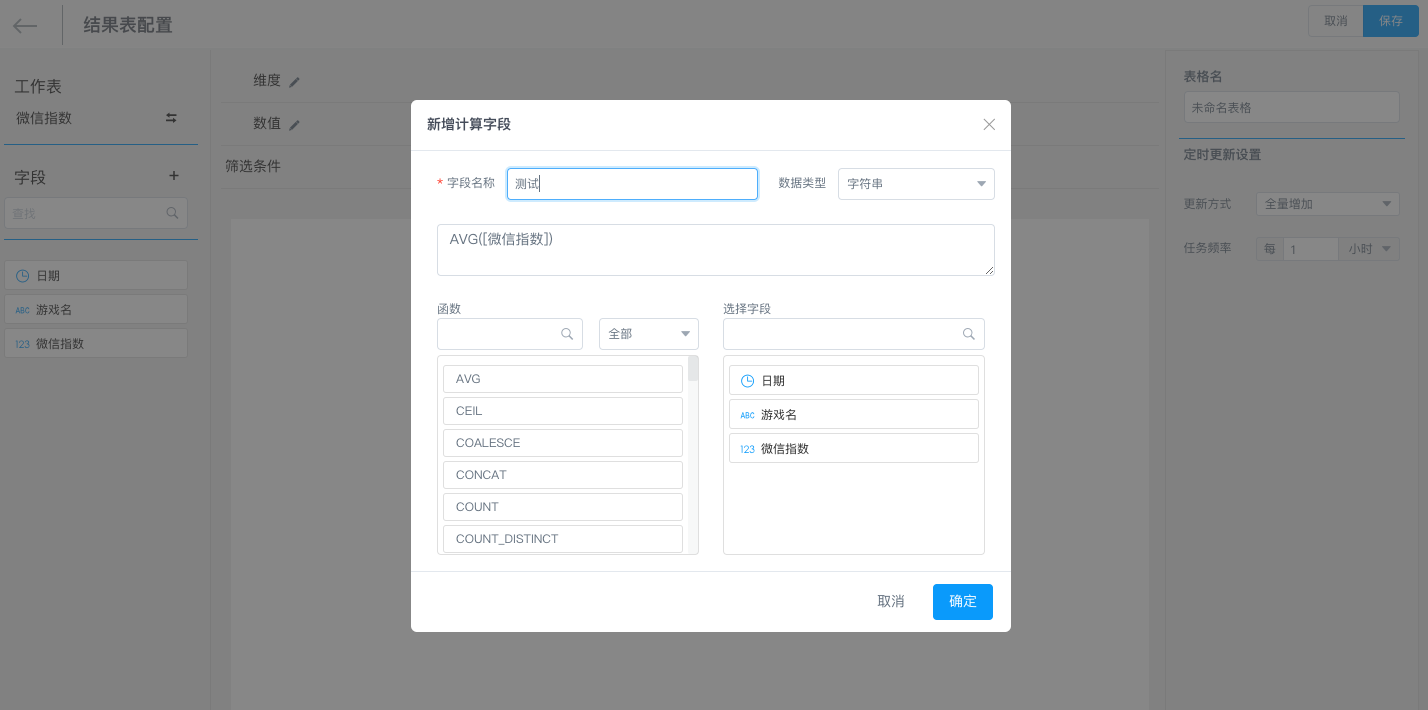 结果表配置
取消
保存
工作表
微信指数
字段
查找
日期
ABC 游戏名
123 微信指数
维度
数值
筛选条件
新增计算字段
* 字段名称 测试
数据类型 字符串
AVG([微信指数])
函数
全部
AVG
CEIL
COALESCE
CONCAT
COUNT
COUNT_DISTINCT
选择字段
日期
ABC 游戏名
123 微信指数
取消
确定
表格名
未命名表格
定时更新设置
更新方式 全量增加
任务频率 每 1 小时